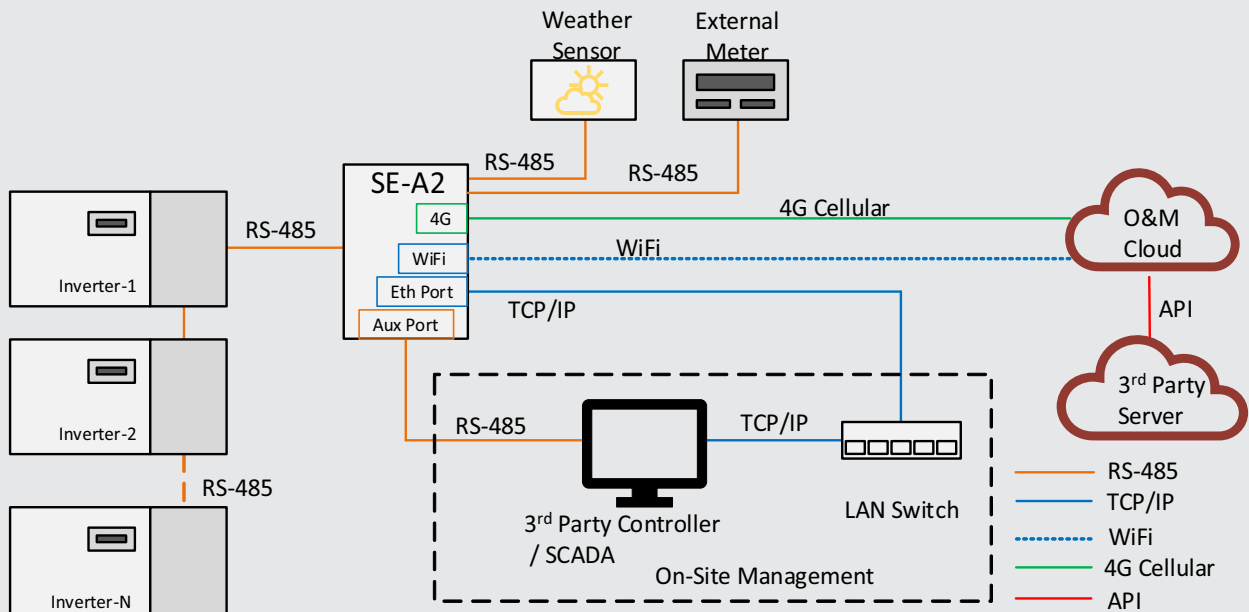 Weather
Sensor
External
Meter
RS-485
RS-485
SE-A2
4G
4G Cellular
O&M
Cloud
RS-485
WiFi
WiFi
Inverter-1
Eth Port
TCP/IP
API
Aux Port
3rd Party
Server
Inverter-2
RS-485
TCP/IP
RS-485
3rd Party Controller
/ SCADA
LAN Switch
On-Site Management
Inverter-N
RS-485
TCP/IP
WiFi
4G Cellular
API